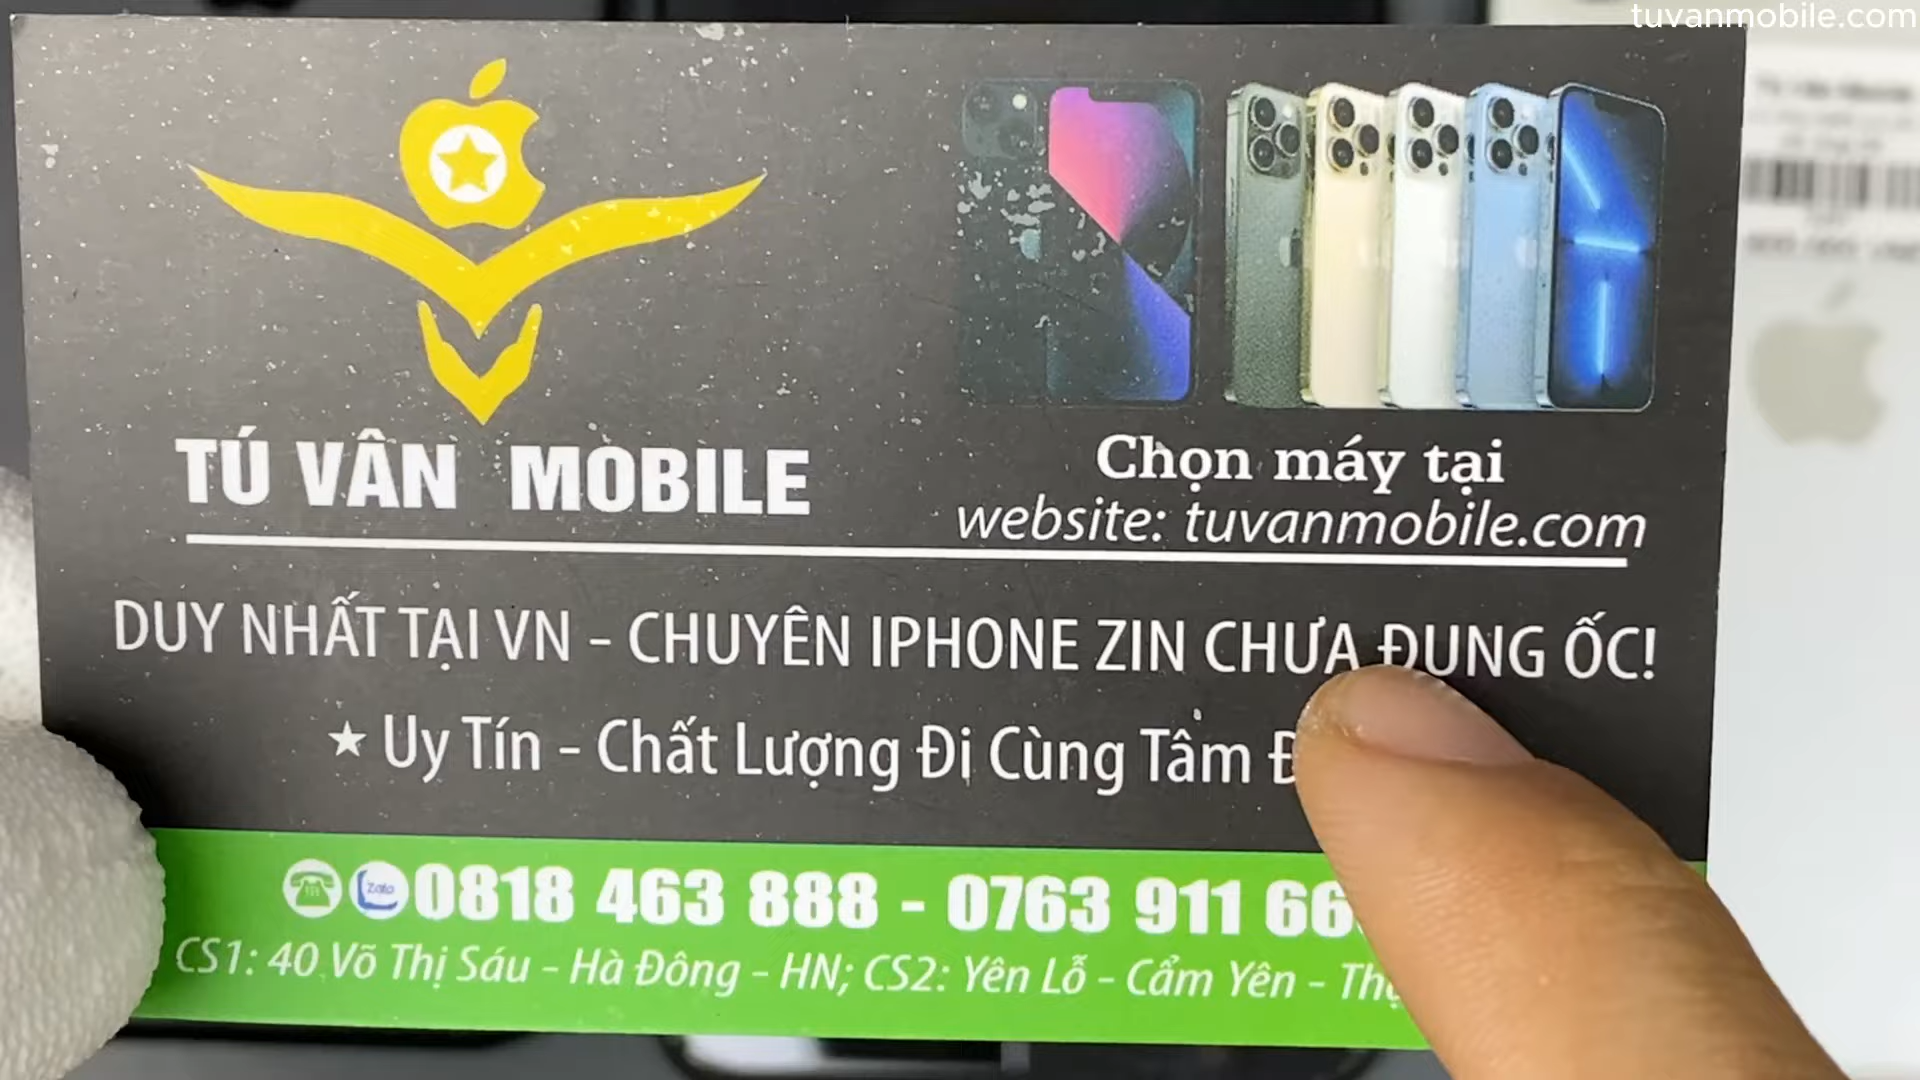 tuvanmobile.com
TÚ VÂN MOBILE
Chọn máy tại
website: tuvanmobile.com
DUY NHẤT TẠI VN - CHUYÊN IPHONE ZIN CHƯA ĐỤNG ỐC!
★ Uy Tín - Chất Lượng Đi Cùng Tâm
Zalo 0818 463 888 - 0763 911
CS1: 40 Võ Thị Sáu - Hà Đông - HN; CS2: Yên Lỗ - Cẩm Yên -